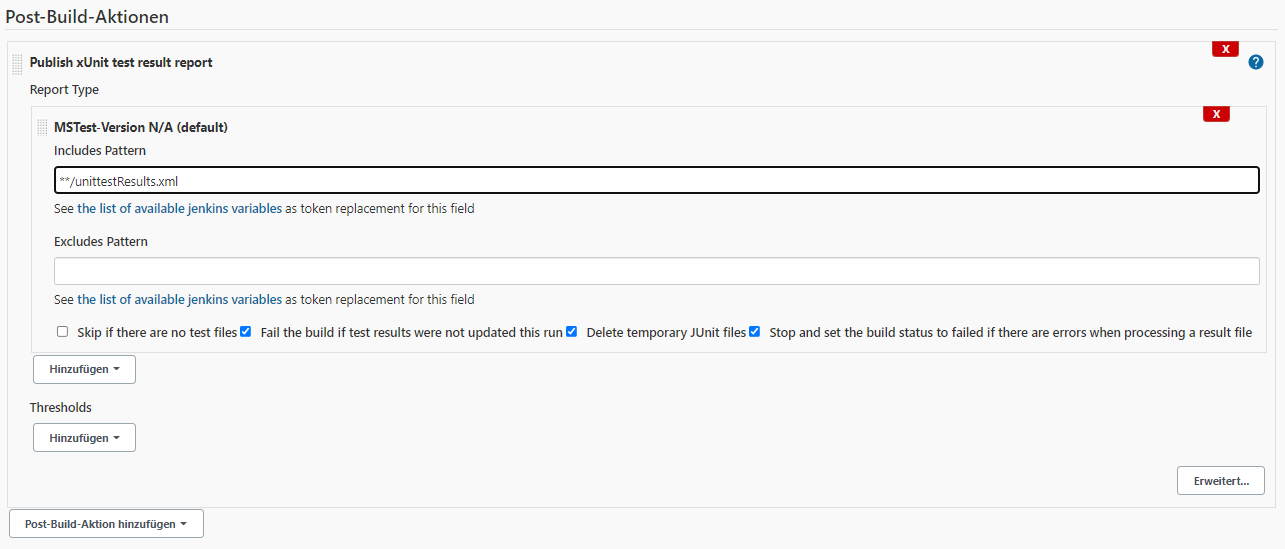 Post-Build-Aktionen
X
Publish xUnit test result report
?
Report Type
X
MSTest-Version N/A (default)
Includes Pattern
**/unittestResults.xml
See the list of available jenkins variables as token replacement for this field
Excludes Pattern
See the list of available jenkins variables as token replacement for this field
Skip if there are no test files Fail the build if test results were not updated this run Delete temporary JUnit files Stop and set the build status to failed if there are errors when processing a result file
Hinzufügen
Thresholds
Hinzufügen
Erweitert...
Post-Build-Aktion hinzufügen